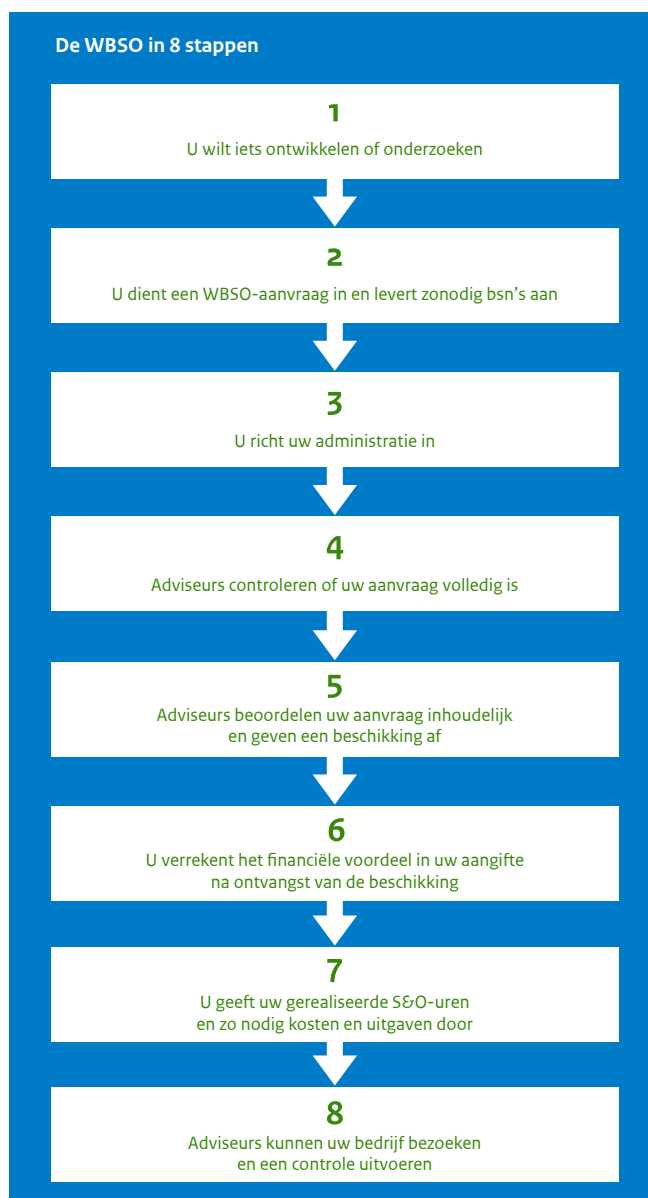 De WBSO in 8 stappen
1
U wilt iets ontwikkelen of onderzoeken
2
U dient een WBSO-aanvraag in en levert zonodig bsn’s aan
3
U richt uw administratie in
4
Adviseurs controleren of uw aanvraag volledig is
5
Adviseurs beoordelen uw aanvraag inhoudelijk
en geven een beschikking af
6
U verrekent het financiële voordeel in uw aangifte
na ontvangst van de beschikking
7
U geeft uw gerealiseerde S&O-uren
en zo nodig kosten en uitgaven door
8
Adviseurs kunnen uw bedrijf bezoeken
en een controle uitvoeren